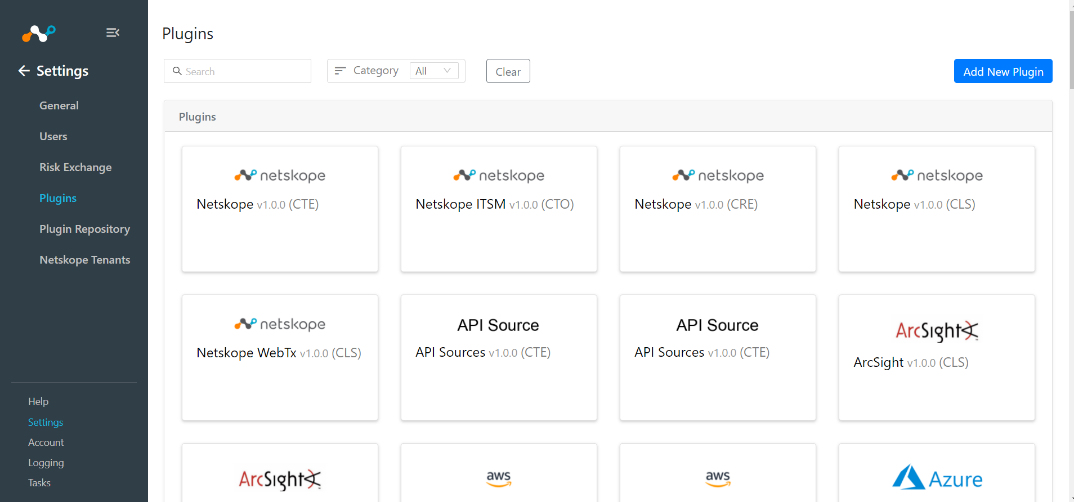 Plugins
Settings
General
Users
Risk Exchange
Plugins
Plugin Repository
Netskope Tenants
Help
Settings
Account
Logging
Tasks
Search
Category All
Clear
Add New Plugin
Plugins
netskope
Netskope v1.0.0 (CTE)
netskope
Netskope ITSM v1.0.0 (CTO)
netskope
Netskope v1.0.0 (CRE)
netskope
Netskope v1.0.0 (CLS)
netskope
Netskope WebTx v1.0.0 (CLS)
API Source
API Sources v1.0.0 (CTE)
API Source
API Sources v1.0.0 (CTE)
ArcSight
ArcSight v1.0.0 (CLS)
ArcSight
aws
aws
Azure